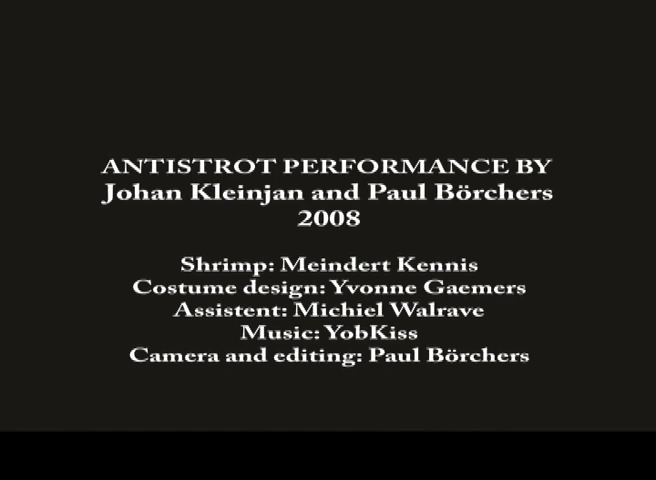 ANTISTROT PERFORMANCE BY
Johan Kleinjan and Paul Börchers
2008
Shrimp: Meindert Kennis
Costume design: Yvonne Gaemers
Assistent: Michiel Walrave
Music: YobKiss
Camera and editing: Paul Börchers